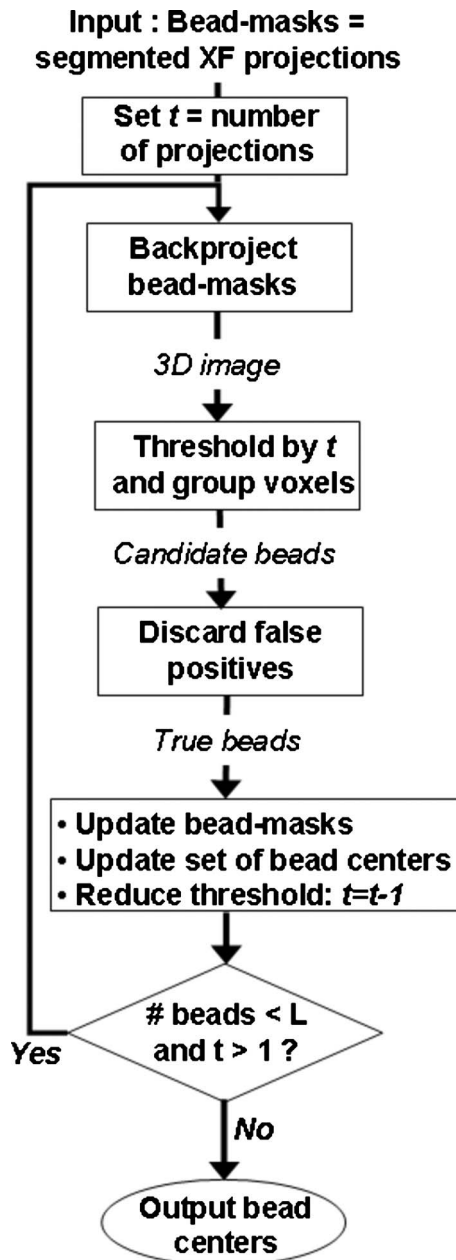 Input : Bead-masks =
segmented XF projections
Set t = number
of projections
Backproject
bead-masks
3D image
Threshold by t
and group voxels
Candidate beads
Discard false
positives
True beads
• Update bead-masks
• Update set of bead centers
• Reduce threshold: t=t-1
# beads < L
and t > 1 ?
Yes
No
Output bead
centers